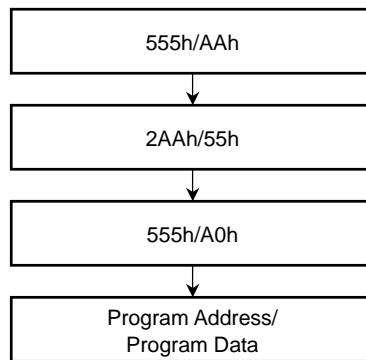 555h/AAh
2AAh/55h
555h/A0h
Program Address/
Program Data